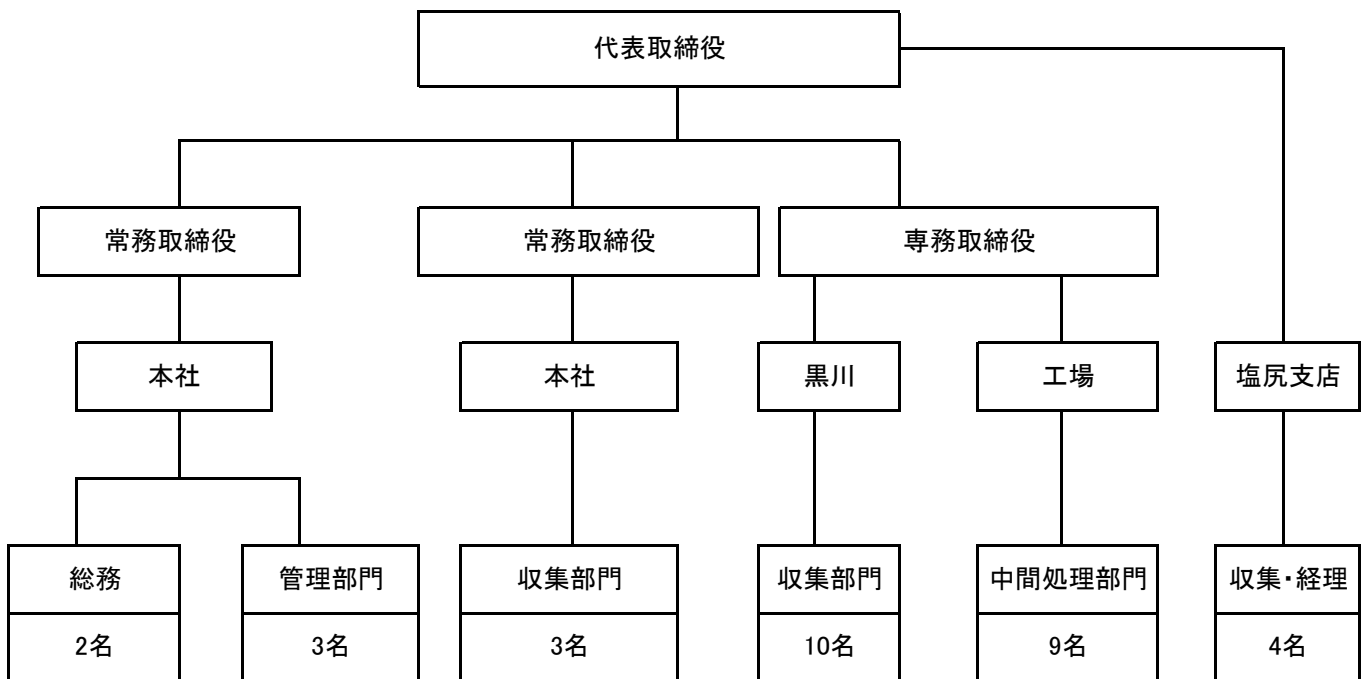 代表取締役
常務取締役
常務取締役
専務取締役
本社
本社
黒川
工場
塩尻支店
総務
管理部門
収集部門
収集部門
中間処理部門
収集・経理
2名
3名
3名
10名
9名
4名